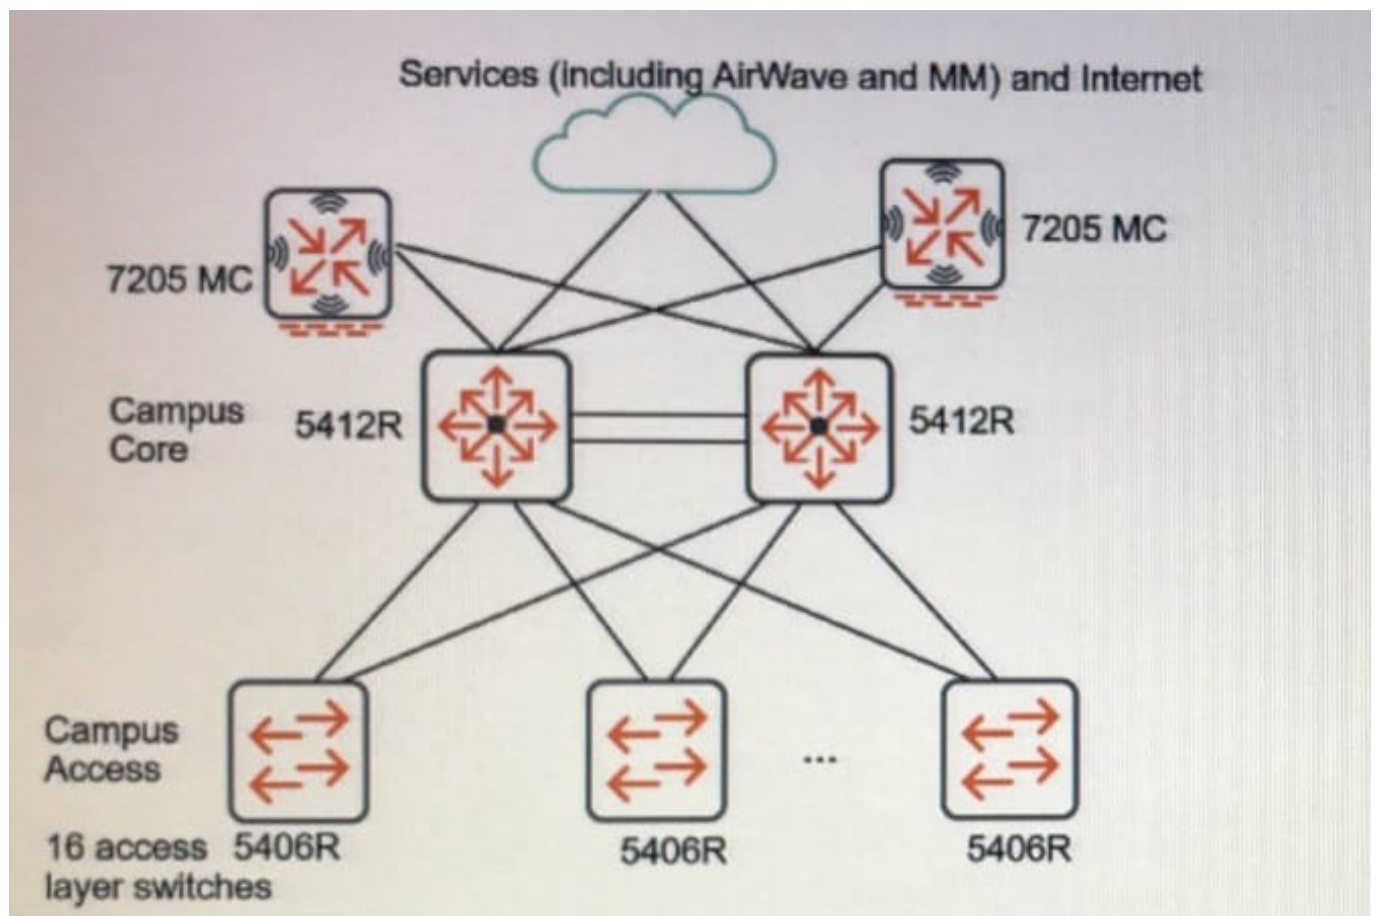 Services (including AirWave and MM) and Internet
7205 MC
7205 MC
Campus
Core
5412R
5412R
Campus
Access
...
16 access
layer switches
5406R
5406R
5406R